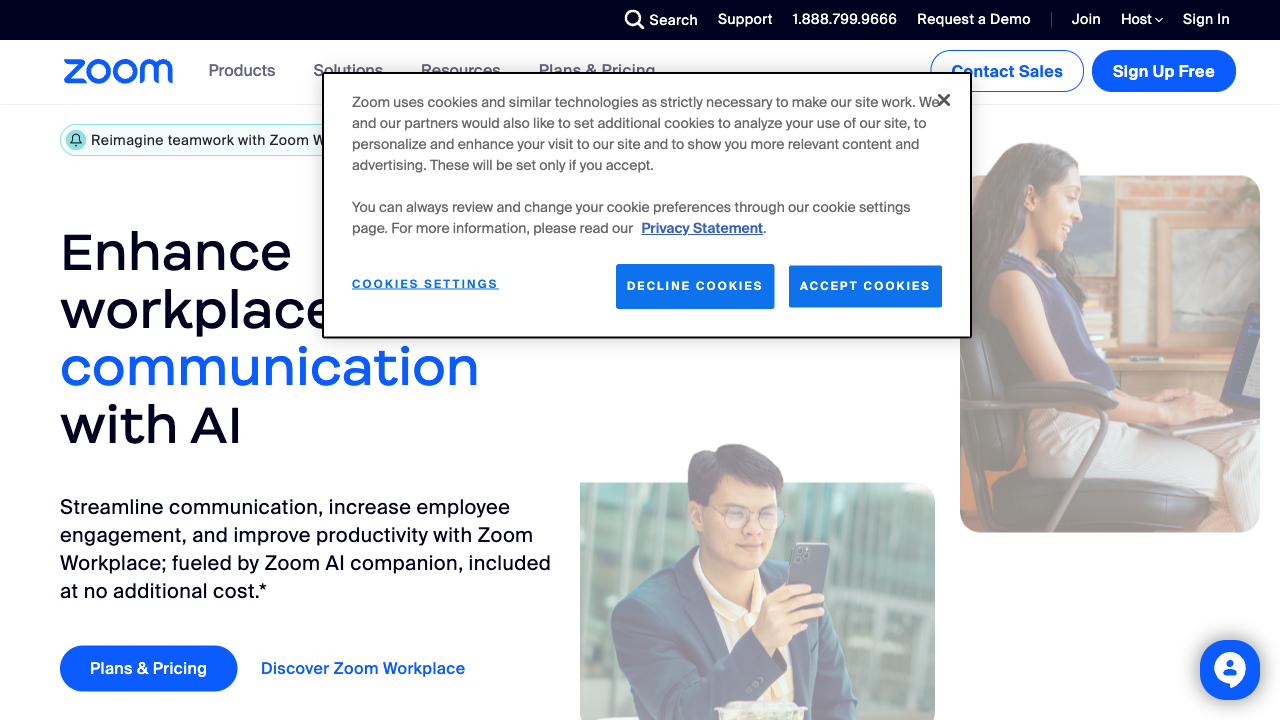 Search Support 1.888.799.9666 Request a Demo Join Host Sign In
zoom Products Solutions Resources Plans & Pricing Contact Sales Sign Up Free
Reimagine teamwork with Zoom W
Zoom uses cookies and similar technologies as strictly necessary to make our site work. We
and our partners would also like to set additional cookies to analyze your use of our site, to
personalize and enhance your visit to our site and to show you more relevant content and
advertising. These will be set only if you accept.
You can always review and change your cookie preferences through our cookie settings
page. For more information, please read our Privacy Statement.
COOKIES SETTINGS DECLINE COOKIES ACCEPT COOKIES
Enhance
workplace
communication
with AI
Streamline communication, increase employee
engagement, and improve productivity with Zoom
Workplace; fueled by Zoom AI companion, included
at no additional cost.*
Plans & Pricing Discover Zoom Workplace